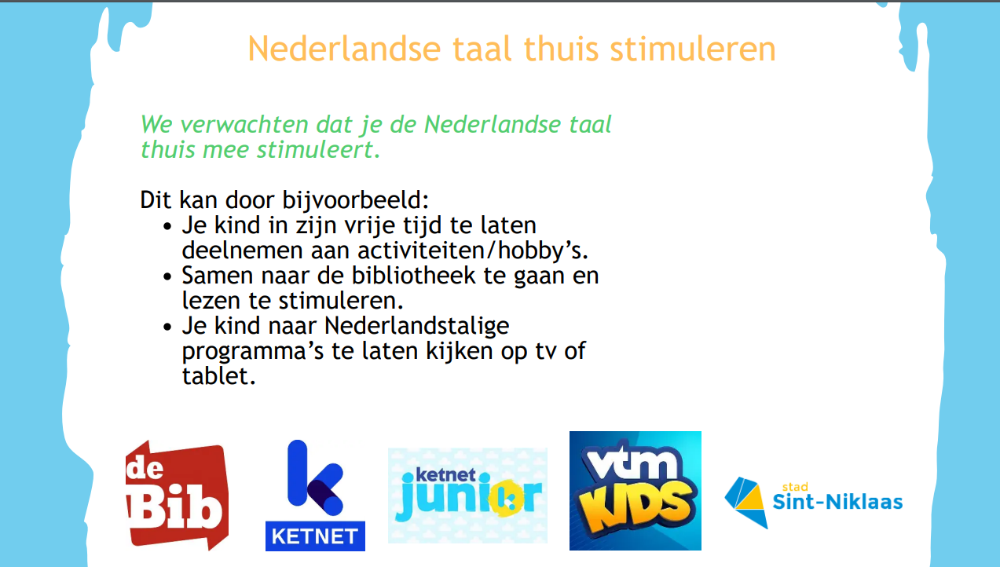 Nederlandse taal thuis stimuleren
We verwachten dat je de Nederlandse taal
thuis mee stimuleert.
Dit kan door bijvoorbeeld:
• Je kind in zijn vrije tijd te laten
deelnemen aan activiteiten/hobby’s.
• Samen naar de bibliotheek te gaan en
lezen te stimuleren.
• Je kind naar Nederlandstalige
programma’s te laten kijken op tv of
tablet.
de
Bib
k
KETNET
ketnet
junior
vtm
KIDS
stad
Sint-Niklaas